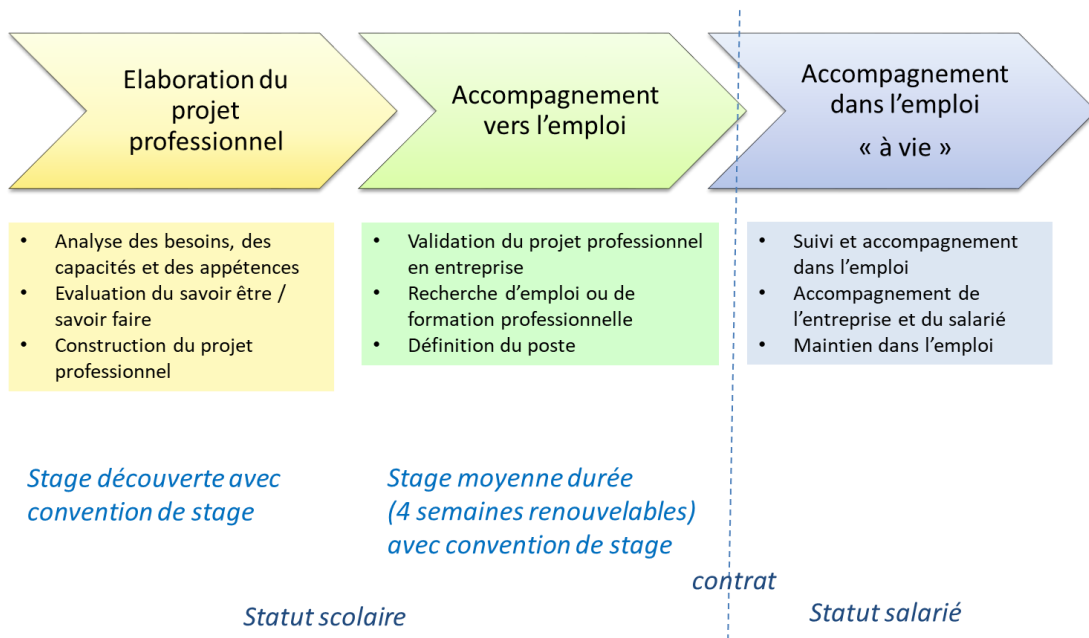 Elaboration du
projet
professionnel
Accompagnement
vers l’emploi
Accompagnement
dans l’emploi
« à vie »
• Analyse des besoins, des
capacités et des appétences
• Evaluation du savoir être /
savoir faire
• Construction du projet
professionnel
• Validation du projet professionnel
en entreprise
• Recherche d’emploi ou de
formation professionnelle
• Définition du poste
• Suivi et accompagnement
dans l’emploi
• Accompagnement de
l’entreprise et du salarié
• Maintien dans l’emploi
Stage découverte avec
convention de stage
Stage moyenne durée
(4 semaines renouvelables)
avec convention de stage
contrat
Statut scolaire
Statut salarié